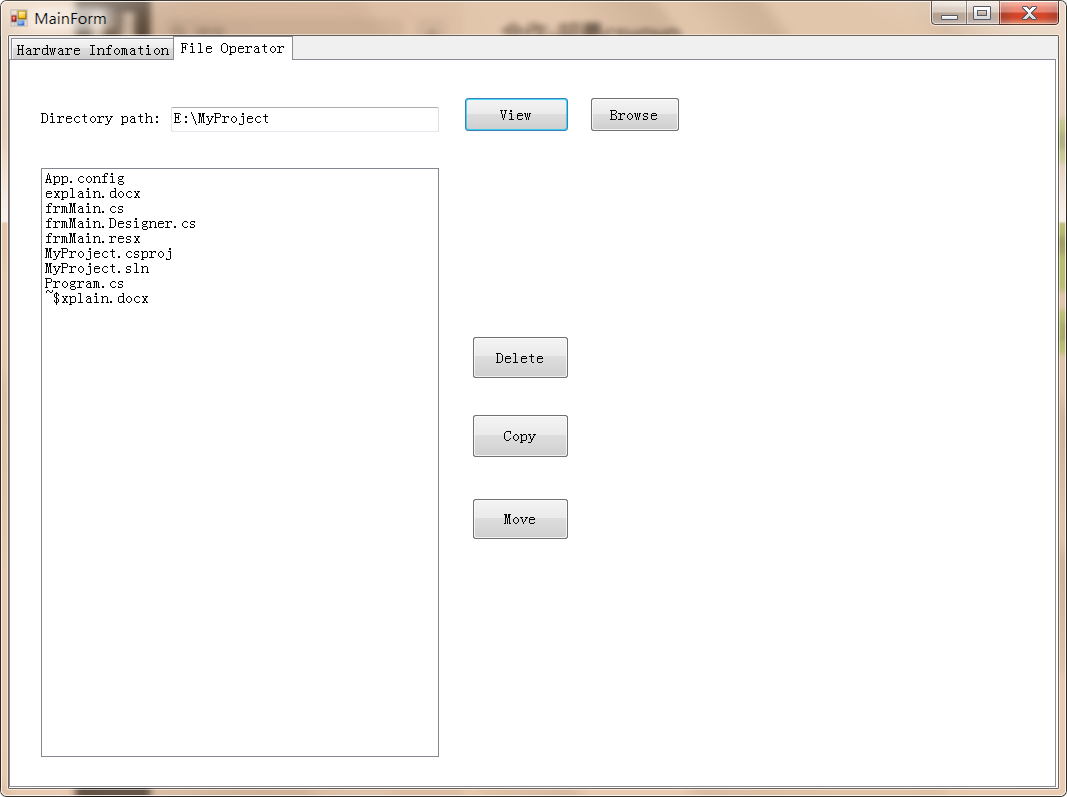 MainForm
Hardware Infomation File Operator
Directory path: E:\MyProject View Browse
App.config
explain.docx
frmMain.cs
frmMain.Designer.cs
frmMain.resx
MyProject.csproj
MyProject.sln
Program.cs
~$xplain.docx
Delete
Copy
Move